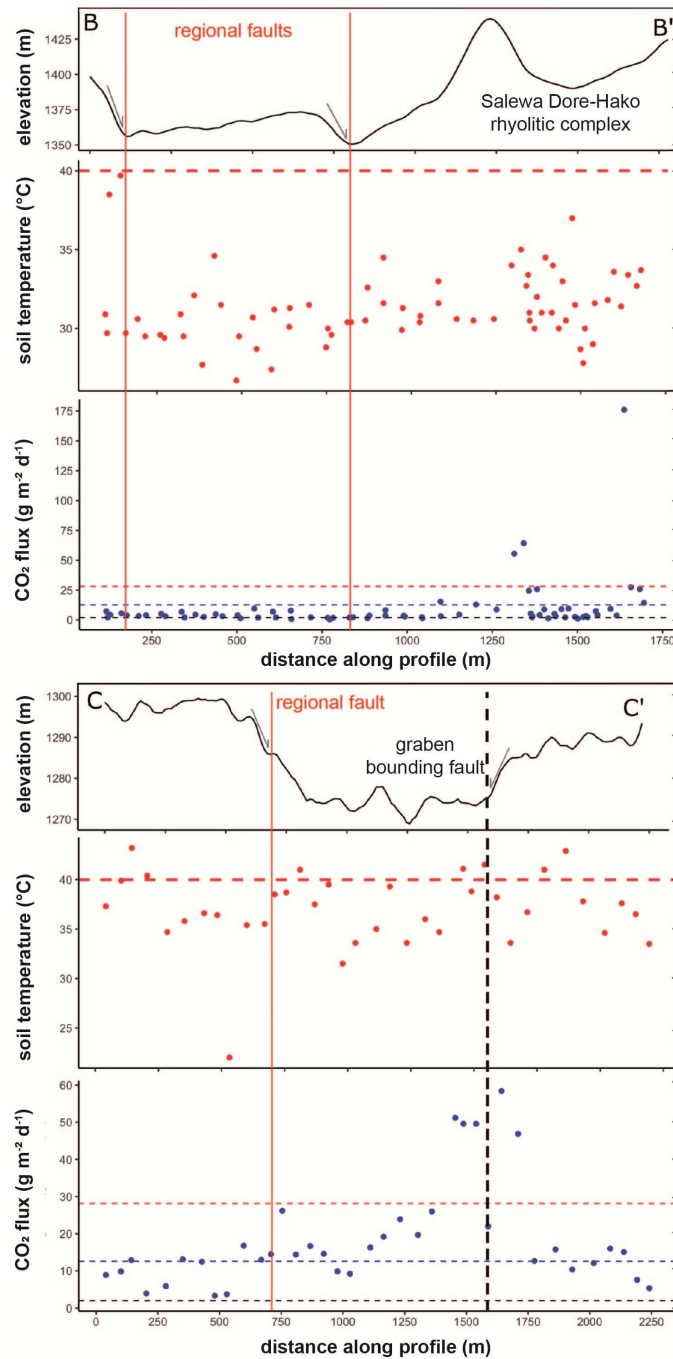 B
regional faults
B'
elevation (m)
1425
1400
1375
1350
Salewa Dore-Hako
rhyolitic complex
soil temperature (°C)
40
35
30
CO₂ flux (g m⁻² d⁻¹)
175
150
125
100
75
50
25
0
250
500
750
1000
1250
1500
1750
distance along profile (m)
C
regional fault
C'
elevation (m)
1300
1290
1280
1270
graben
bounding fault
soil temperature (°C)
40
35
30
25
CO₂ flux (g m⁻² d⁻¹)
60
50
40
30
20
10
0
0
250
500
750
1000
1250
1500
1750
2000
2250
distance along profile (m)